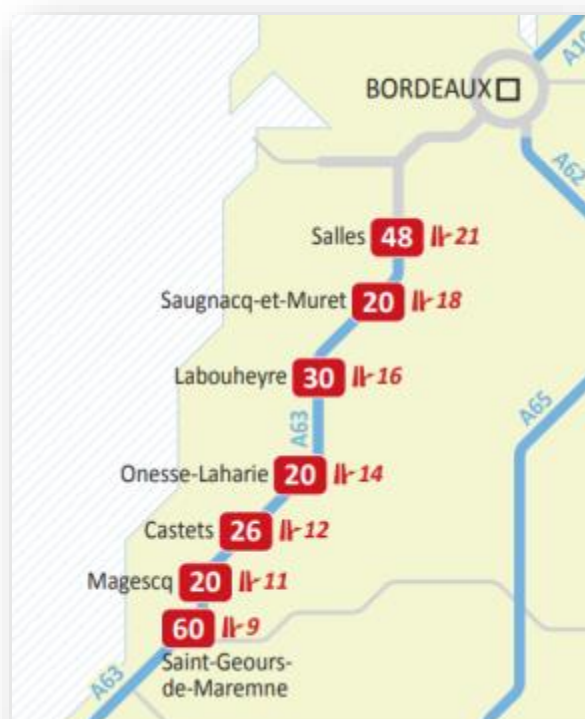 A10
BORDEAUX
A62
Salles 48 21
Saugnacq-et-Muret 20 18
Labouheyre 30 16
A63
A65
Onesse-Laharie 20 14
Castets 26 12
Magescq 20 11
60 9
Saint-Geours-
de-Maremne
A63